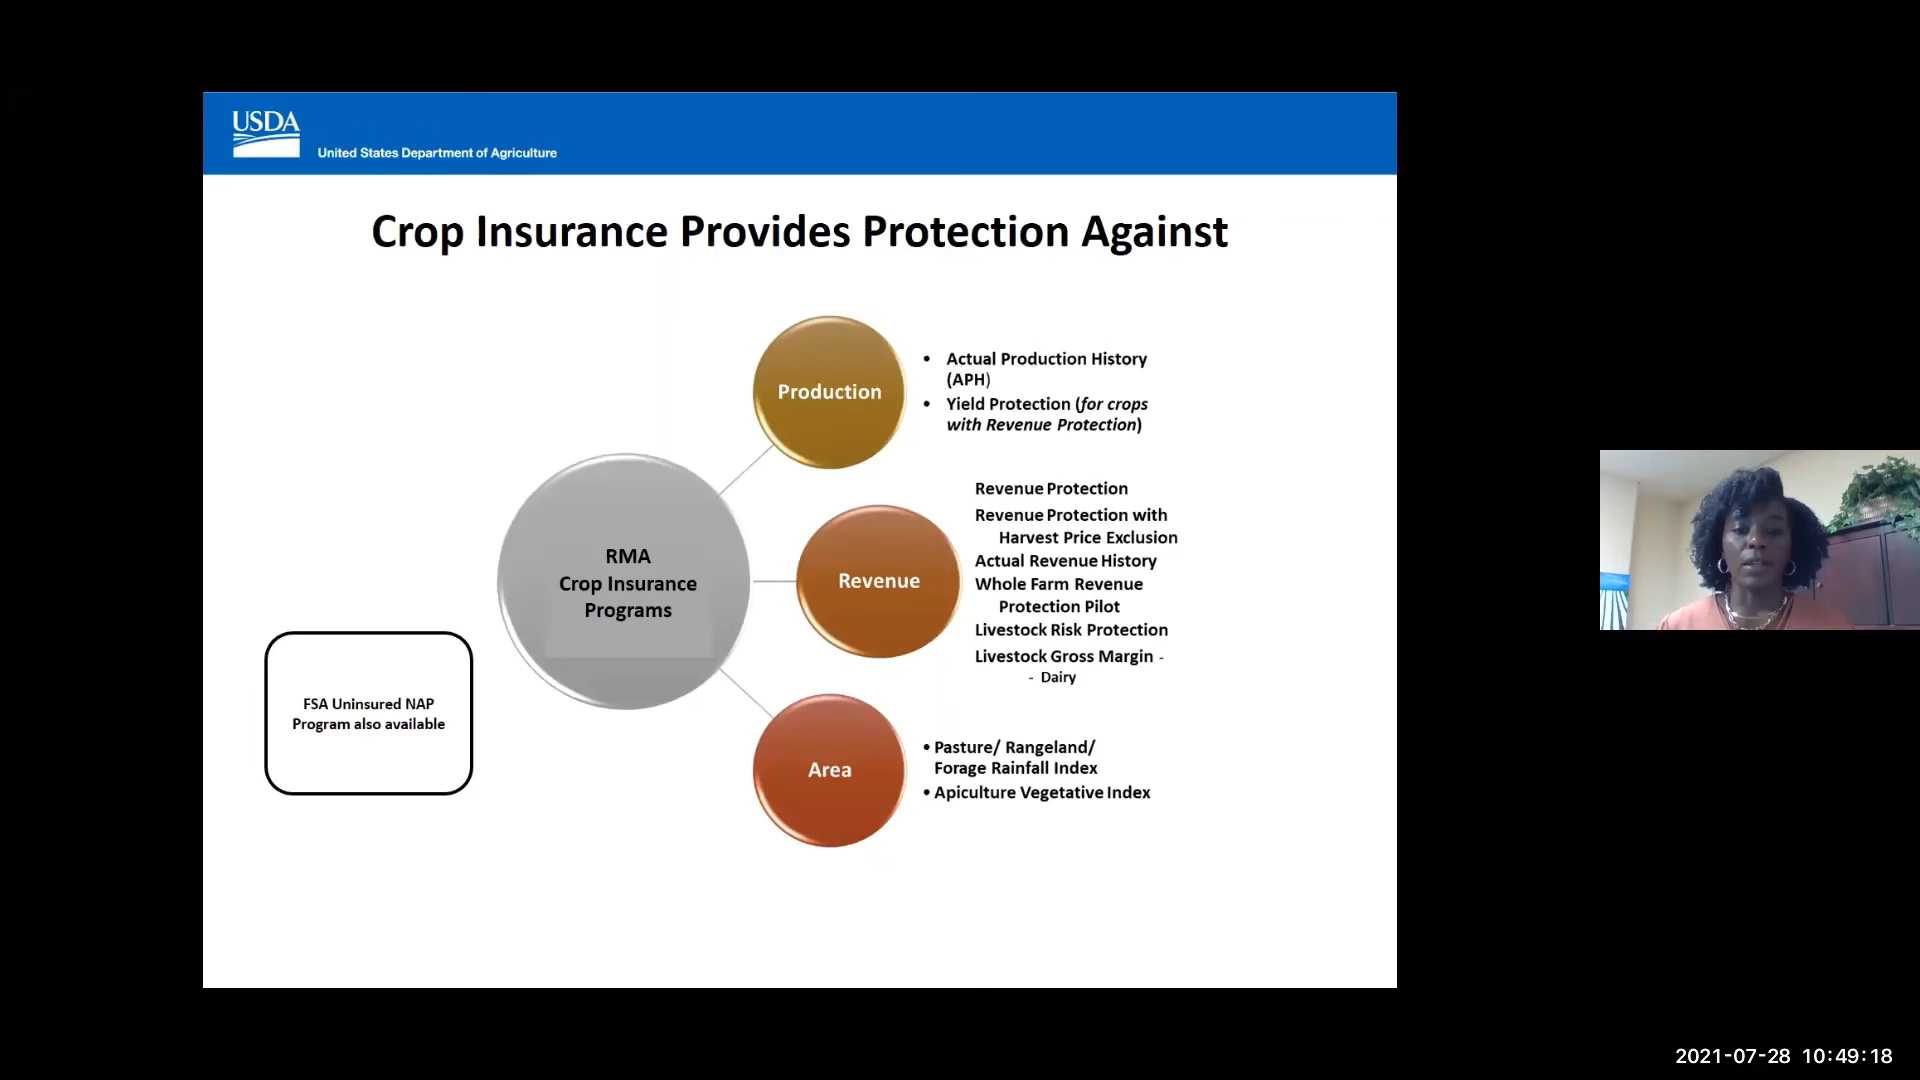 USDA
United States Department of Agriculture
Crop Insurance Provides Protection Against
Production
• Actual Production History
(APH)
• Yield Protection (for crops
with Revenue Protection)
RMA
Crop Insurance
Programs
Revenue
Revenue Protection
Revenue Protection with
Harvest Price Exclusion
Actual Revenue History
Whole Farm Revenue
Protection Pilot
Livestock Risk Protection
Livestock Gross Margin -
- Dairy
FSA Uninsured NAP
Program also available
Area
• Pasture/ Rangeland/
Forage Rainfall Index
• Apiculture Vegetative Index
2021-07-28 10:49:18